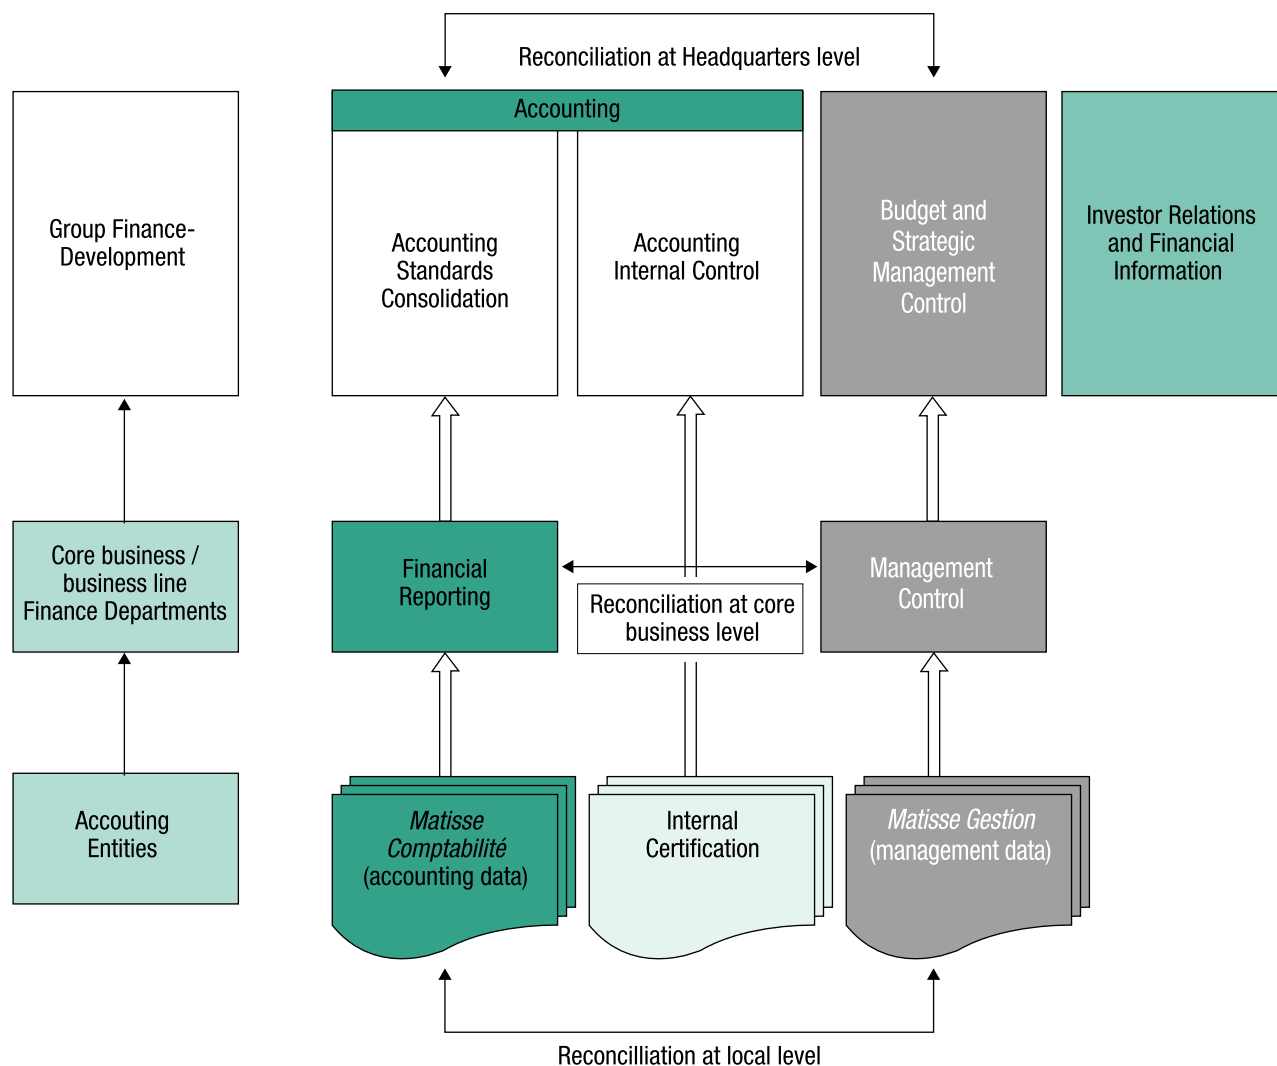 Reconciliation at Headquarters level
Accounting
Group Finance-
Development
Accounting
Standards
Consolidation
Accounting
Internal Control
Budget and
Strategic
Management
Control
Investor Relations
and Financial
Information
Core business /
business line
Finance Departments
Financial
Reporting
Reconciliation at core
business level
Management
Control
Accouting
Entities
Matisse
Comptabilité
(accounting data)
Internal
Certification
Matisse Gestion
(management data)
Reconcilliation at local level